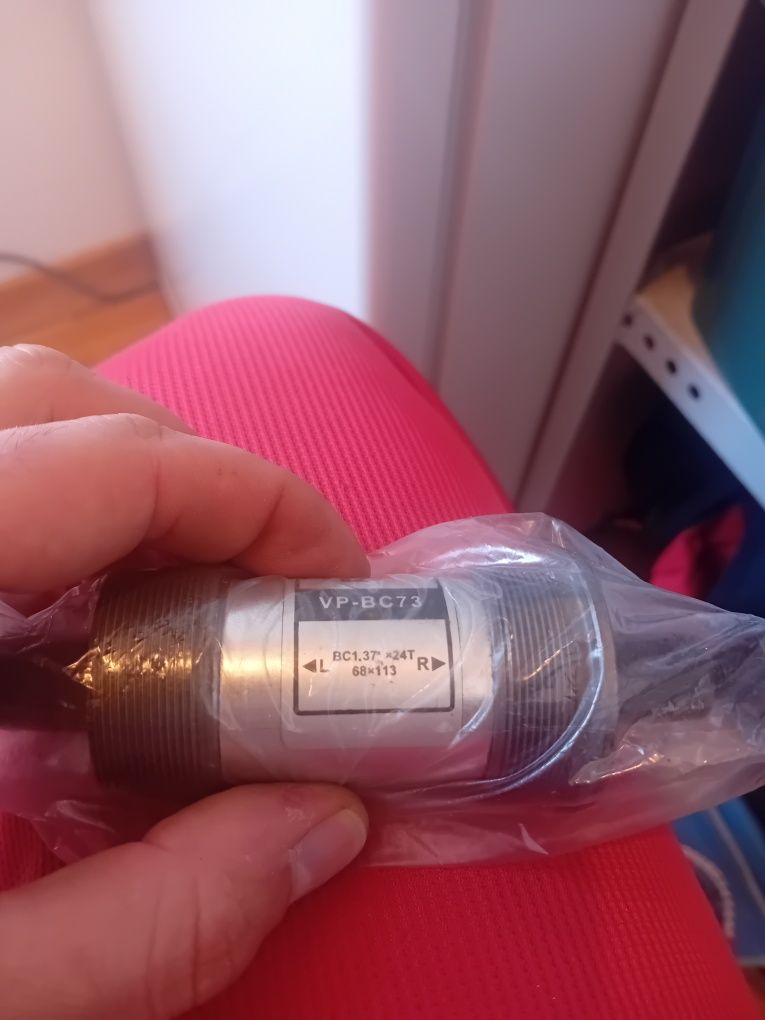 VP-BC73
BC1.37"×24T
◀L 68×113 R▶